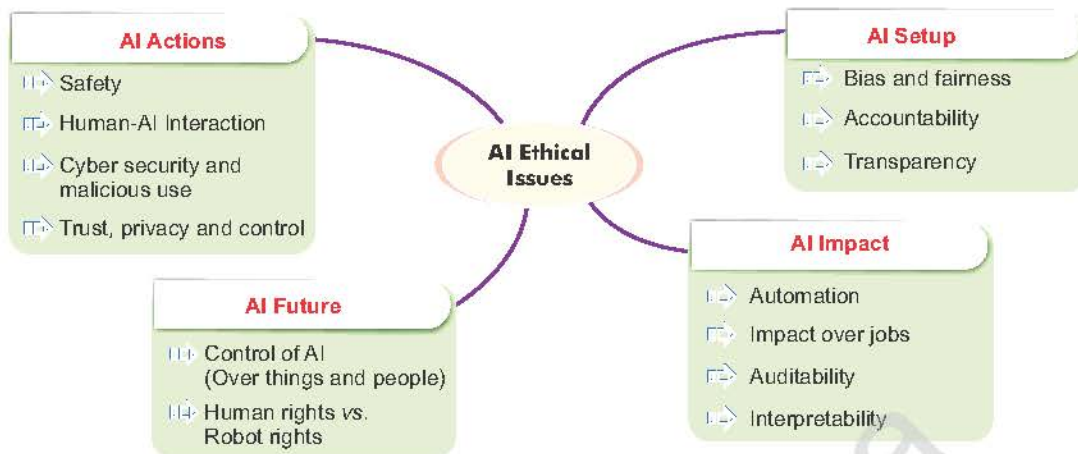 AI Actions
Safety
Human-AI Interaction
Cyber security and
malicious use
Trust, privacy and control
AI Setup
Bias and fairness
Accountability
Transparency
AI Ethical
Issues
AI Future
Control of AI
(Over things and people)
Human rights vs.
Robot rights
AI Impact
Automation
Impact over jobs
Auditability
Interpretability